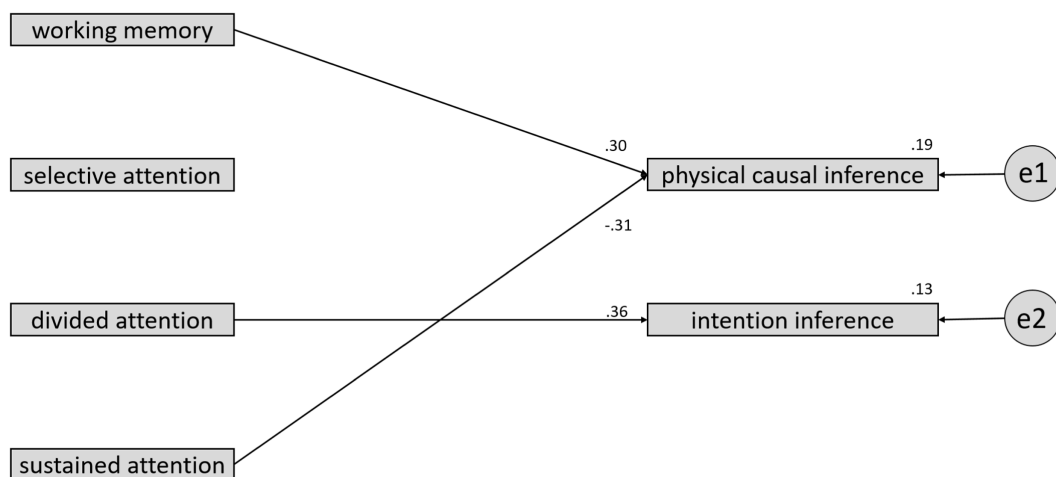 working memory
.30
.19
selective attention
physical causal inference
e1
-.31
.13
divided attention
.36
intention inference
e2
sustained attention